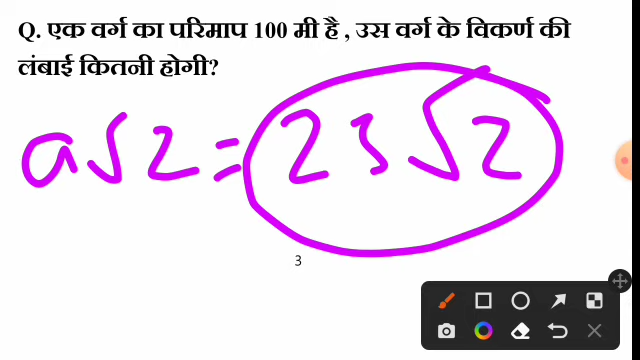 Q. एक वर्ग का परिमाप 100 मी है , उस वर्ग के विकर्ण की
लंबाई कितनी होगी?
a√2 = 25√2
3